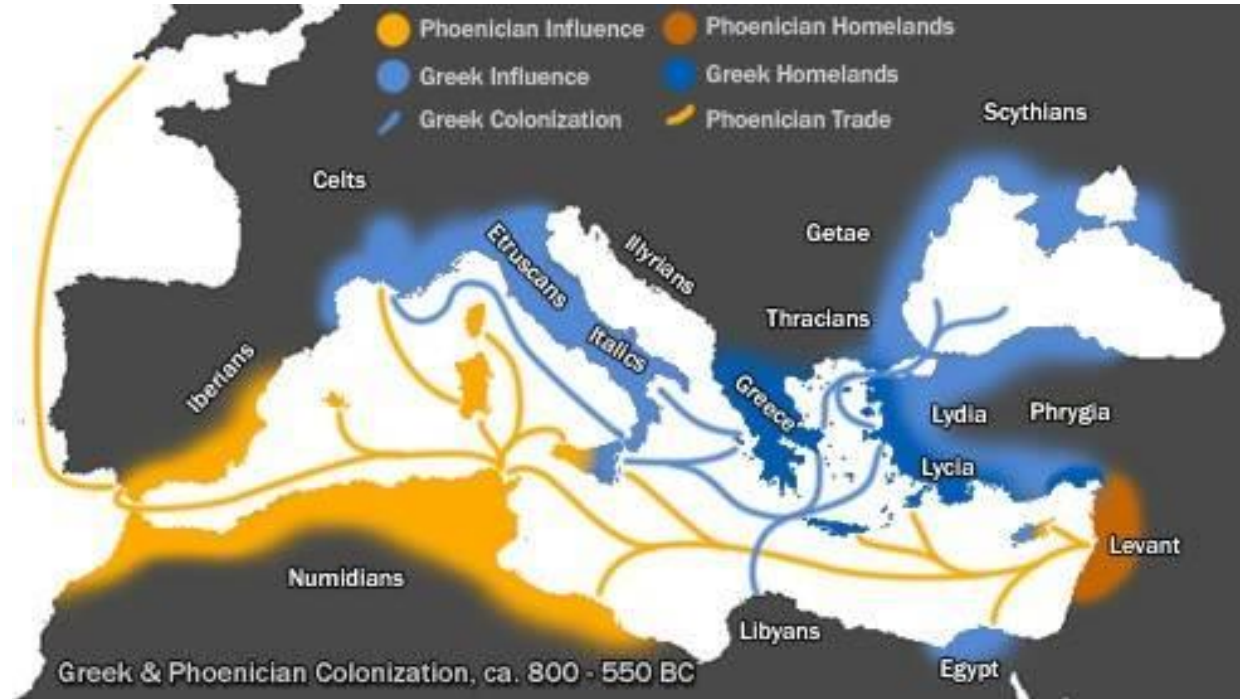 Phoenician Influence
Phoenician Homelands
Greek Influence
Greek Homelands
Greek Colonization
Phoenician Trade
Scythians
Celts
Getae
Etruscans
Illyrians
Thracians
Italics
Iberians
Greece
Lydia
Phrygia
Lycia
Levant
Numidians
Libyans
Egypt
Greek & Phoenician Colonization, ca. 800 - 550 BC